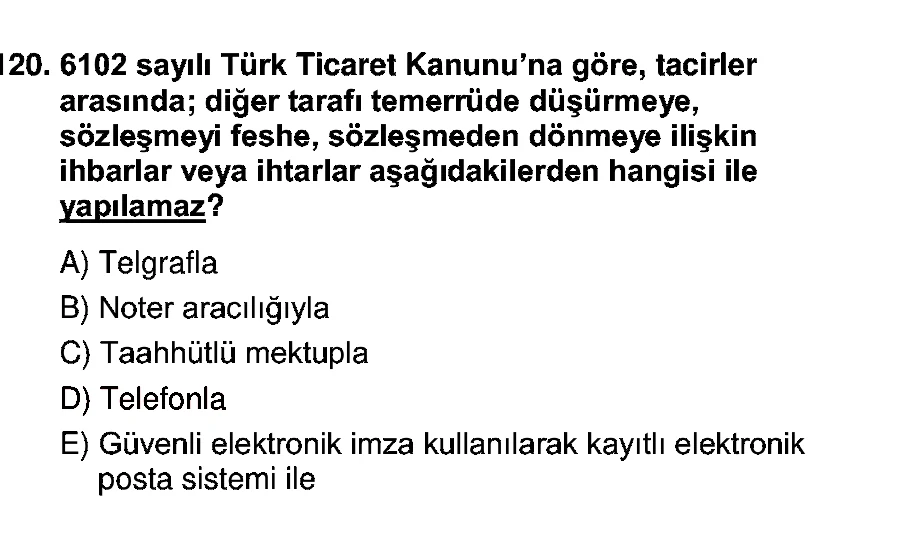 120. 6102 sayılı Türk Ticaret Kanunu’na göre, tacirler
arasında; diğer tarafı temerrüde düşürmeye,
sözleşmeyi feshe, sözleşmeden dönmeye ilişkin
ihbarlar veya ihtarlar aşağıdakilerden hangisi ile
yapılamaz?
A) Telgrafla
B) Noter aracılığıyla
C) Taahhütlü mektupla
D) Telefonla
E) Güvenli elektronik imza kullanılarak kayıtlı elektronik
posta sistemi ile